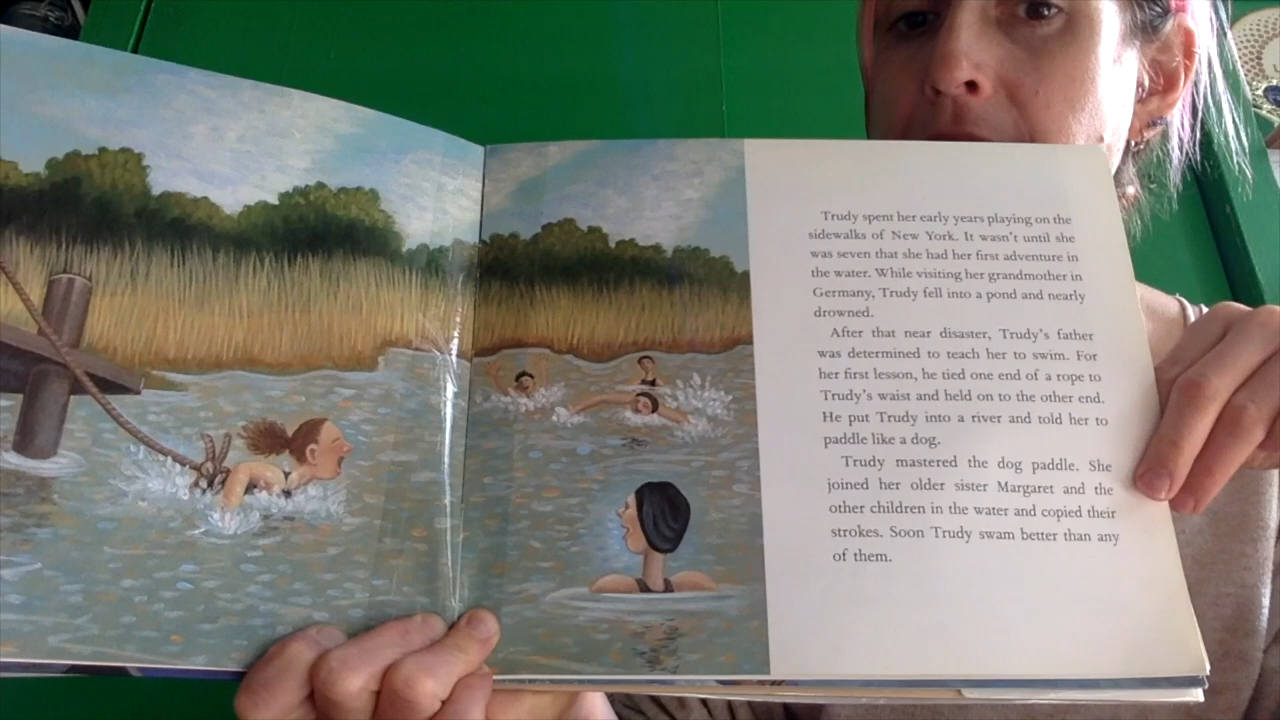 Trudy spent her early years playing on the
sidewalks of New York. It wasn't until she
was seven that she had her first adventure in
the water. While visiting her grandmother in
Germany, Trudy fell into a pond and nearly
drowned.
After that near disaster, Trudy's father
was determined to teach her to swim. For
her first lesson, he tied one end of a rope to
Trudy's waist and held on to the other end.
He put Trudy into a river and told her to
paddle like a dog.
Trudy mastered the dog paddle. She
joined her older sister Margaret and the
other children in the water and copied their
strokes. Soon Trudy swam better than any
of them.